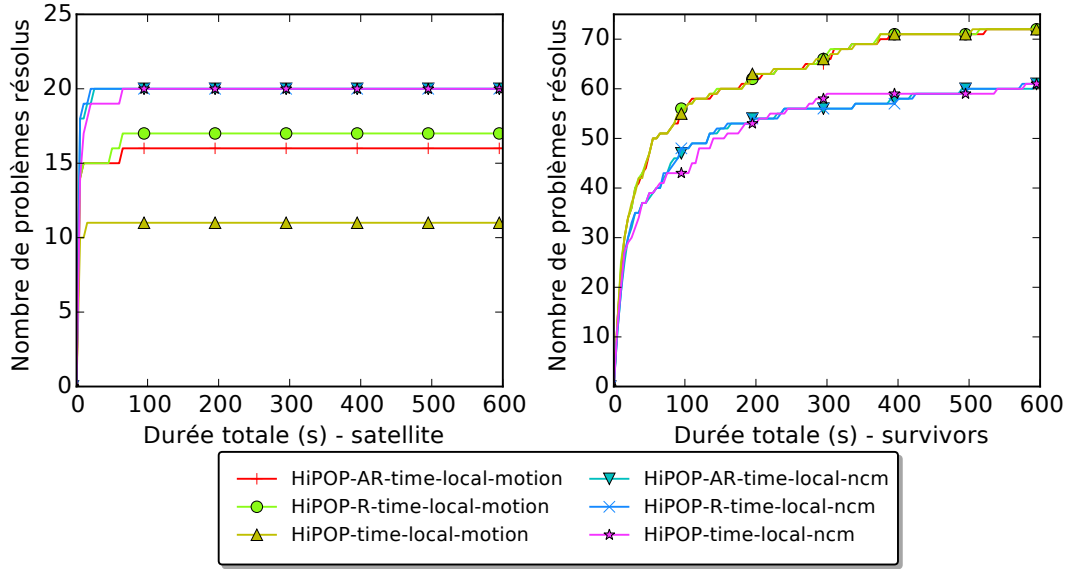 25
20
15
10
5
0
Nombre de problèmes résolus
0 100 200 300 400 500 600
Durée totale (s) - satellite
70
60
50
40
30
20
10
0
Nombre de problèmes résolus
0 100 200 300 400 500 600
Durée totale (s) - survivors
HiPOP-AR-time-local-motion
HiPOP-R-time-local-motion
HiPOP-time-local-motion
HiPOP-AR-time-local-ncm
HiPOP-R-time-local-ncm
HiPOP-time-local-ncm